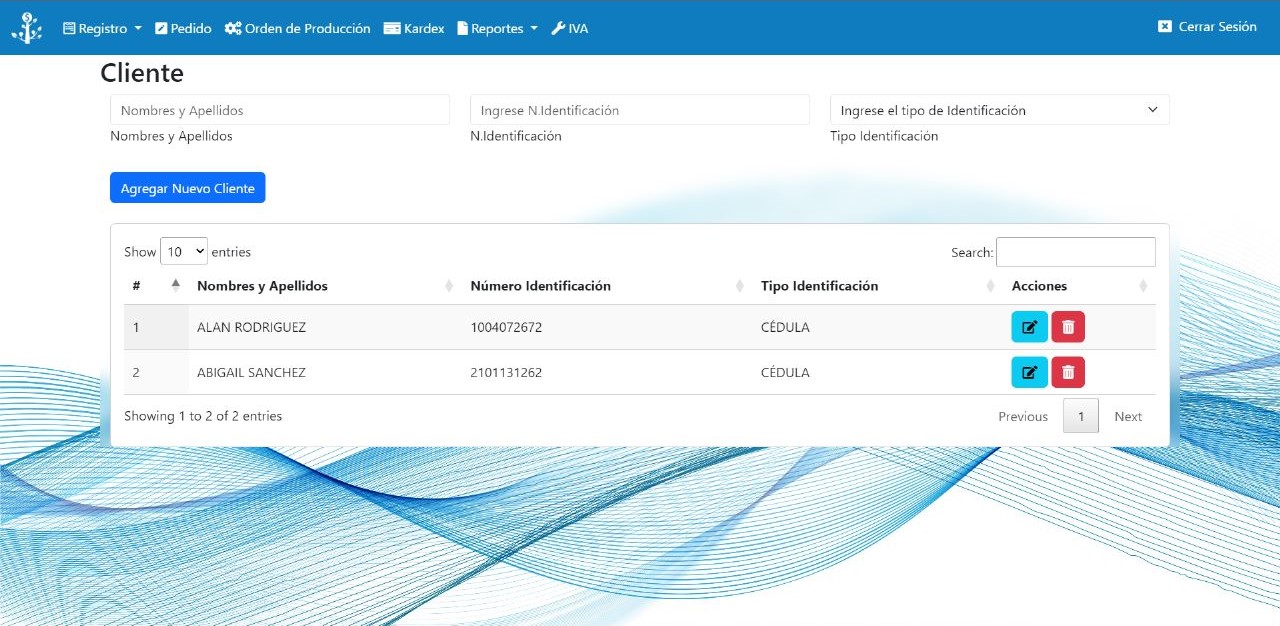 Registro Pedido Orden de Producción Kardex Reportes IVA Cerrar Sesión
Cliente
Nombres y Apellidos Ingrese N.Identificación Ingrese el tipo de Identificación
Nombres y Apellidos N.Identificación Tipo Identificación
Agregar Nuevo Cliente
Show 10 entries Search:
# Nombres y Apellidos Número Identificación Tipo Identificación Acciones
1 ALAN RODRIGUEZ 1004072672 CÉDULA
2 ABIGAIL SANCHEZ 2101131262 CÉDULA
Showing 1 to 2 of 2 entries Previous 1 Next